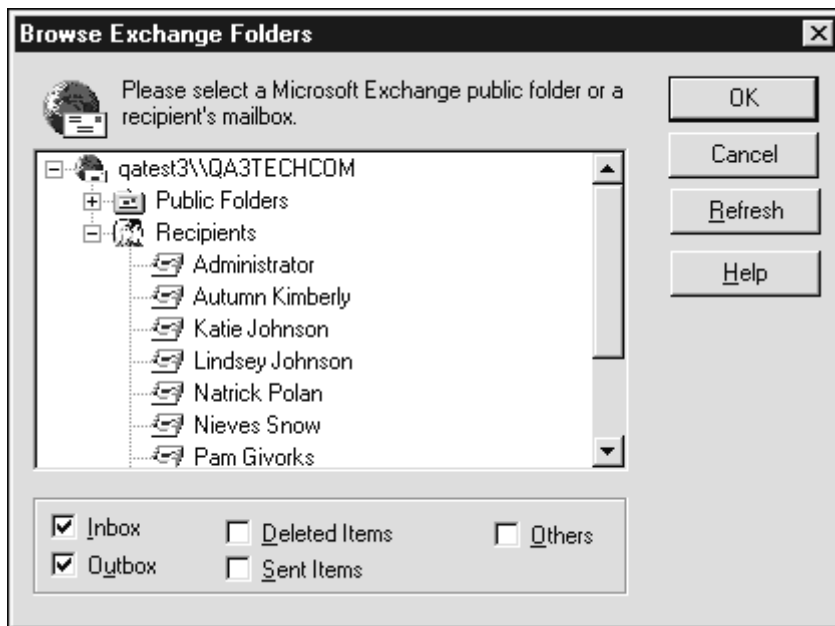 Browse Exchange Folders
Please select a Microsoft Exchange public folder or a
recipient's mailbox.
OK
Cancel
Refresh
Help
qatest3\\QA3TECHCOM
Public Folders
Recipients
Administrator
Autumn Kimberly
Katie Johnson
Lindsey Johnson
Natrick Polan
Nieves Snow
Pam Givorks
Inbox
Deleted Items
Others
Outbox
Sent Items